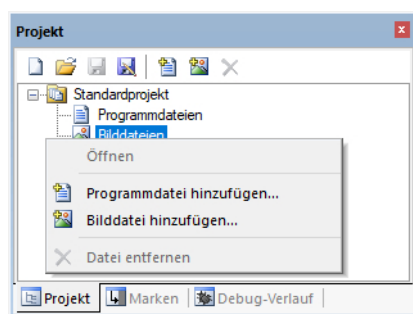 Projekt
Standardprojekt
Programmdateien
Bilddateien
Öffnen
Programmdatei hinzufügen...
Bilddatei hinzufügen...
Datei entfernen
Projekt Marken Debug-Verlauf